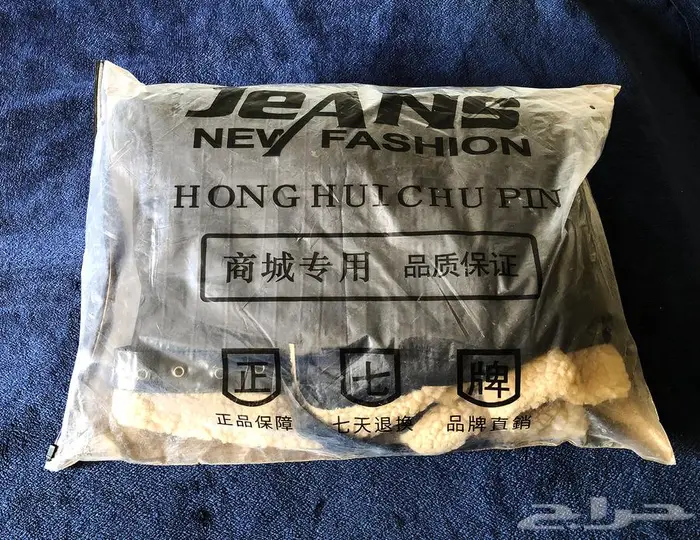 JeANS
NEW FASHION
HONG HUI CHU PIN
商城专用 品质保证
正 七 牌
正品保障 七天退换 品牌直銷
حراج